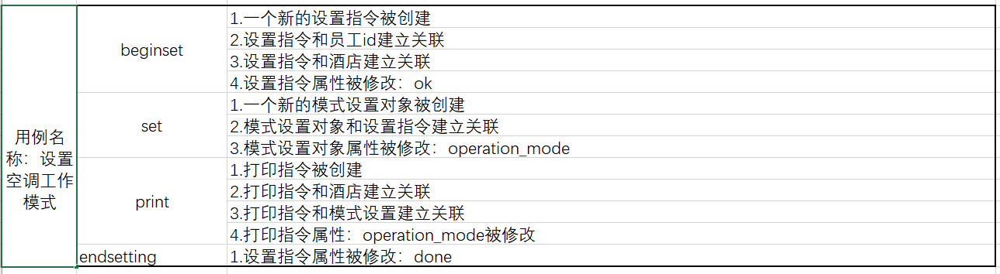 用例名
称：设置
空调工作
模式
beginset
1.一个新的设置指令被创建
2.设置指令和员工id建立关联
3.设置指令和酒店建立关联
4.设置指令属性被修改：ok
set
1.一个新的模式设置对象被创建
2.模式设置对象和设置指令建立关联
3.模式设置对象属性被修改：operation_mode
print
1.打印指令被创建
2.打印指令和酒店建立关联
3.打印指令和模式设置建立关联
4.打印指令属性：operation_mode被修改
endsetting
1.设置指令属性被修改：done